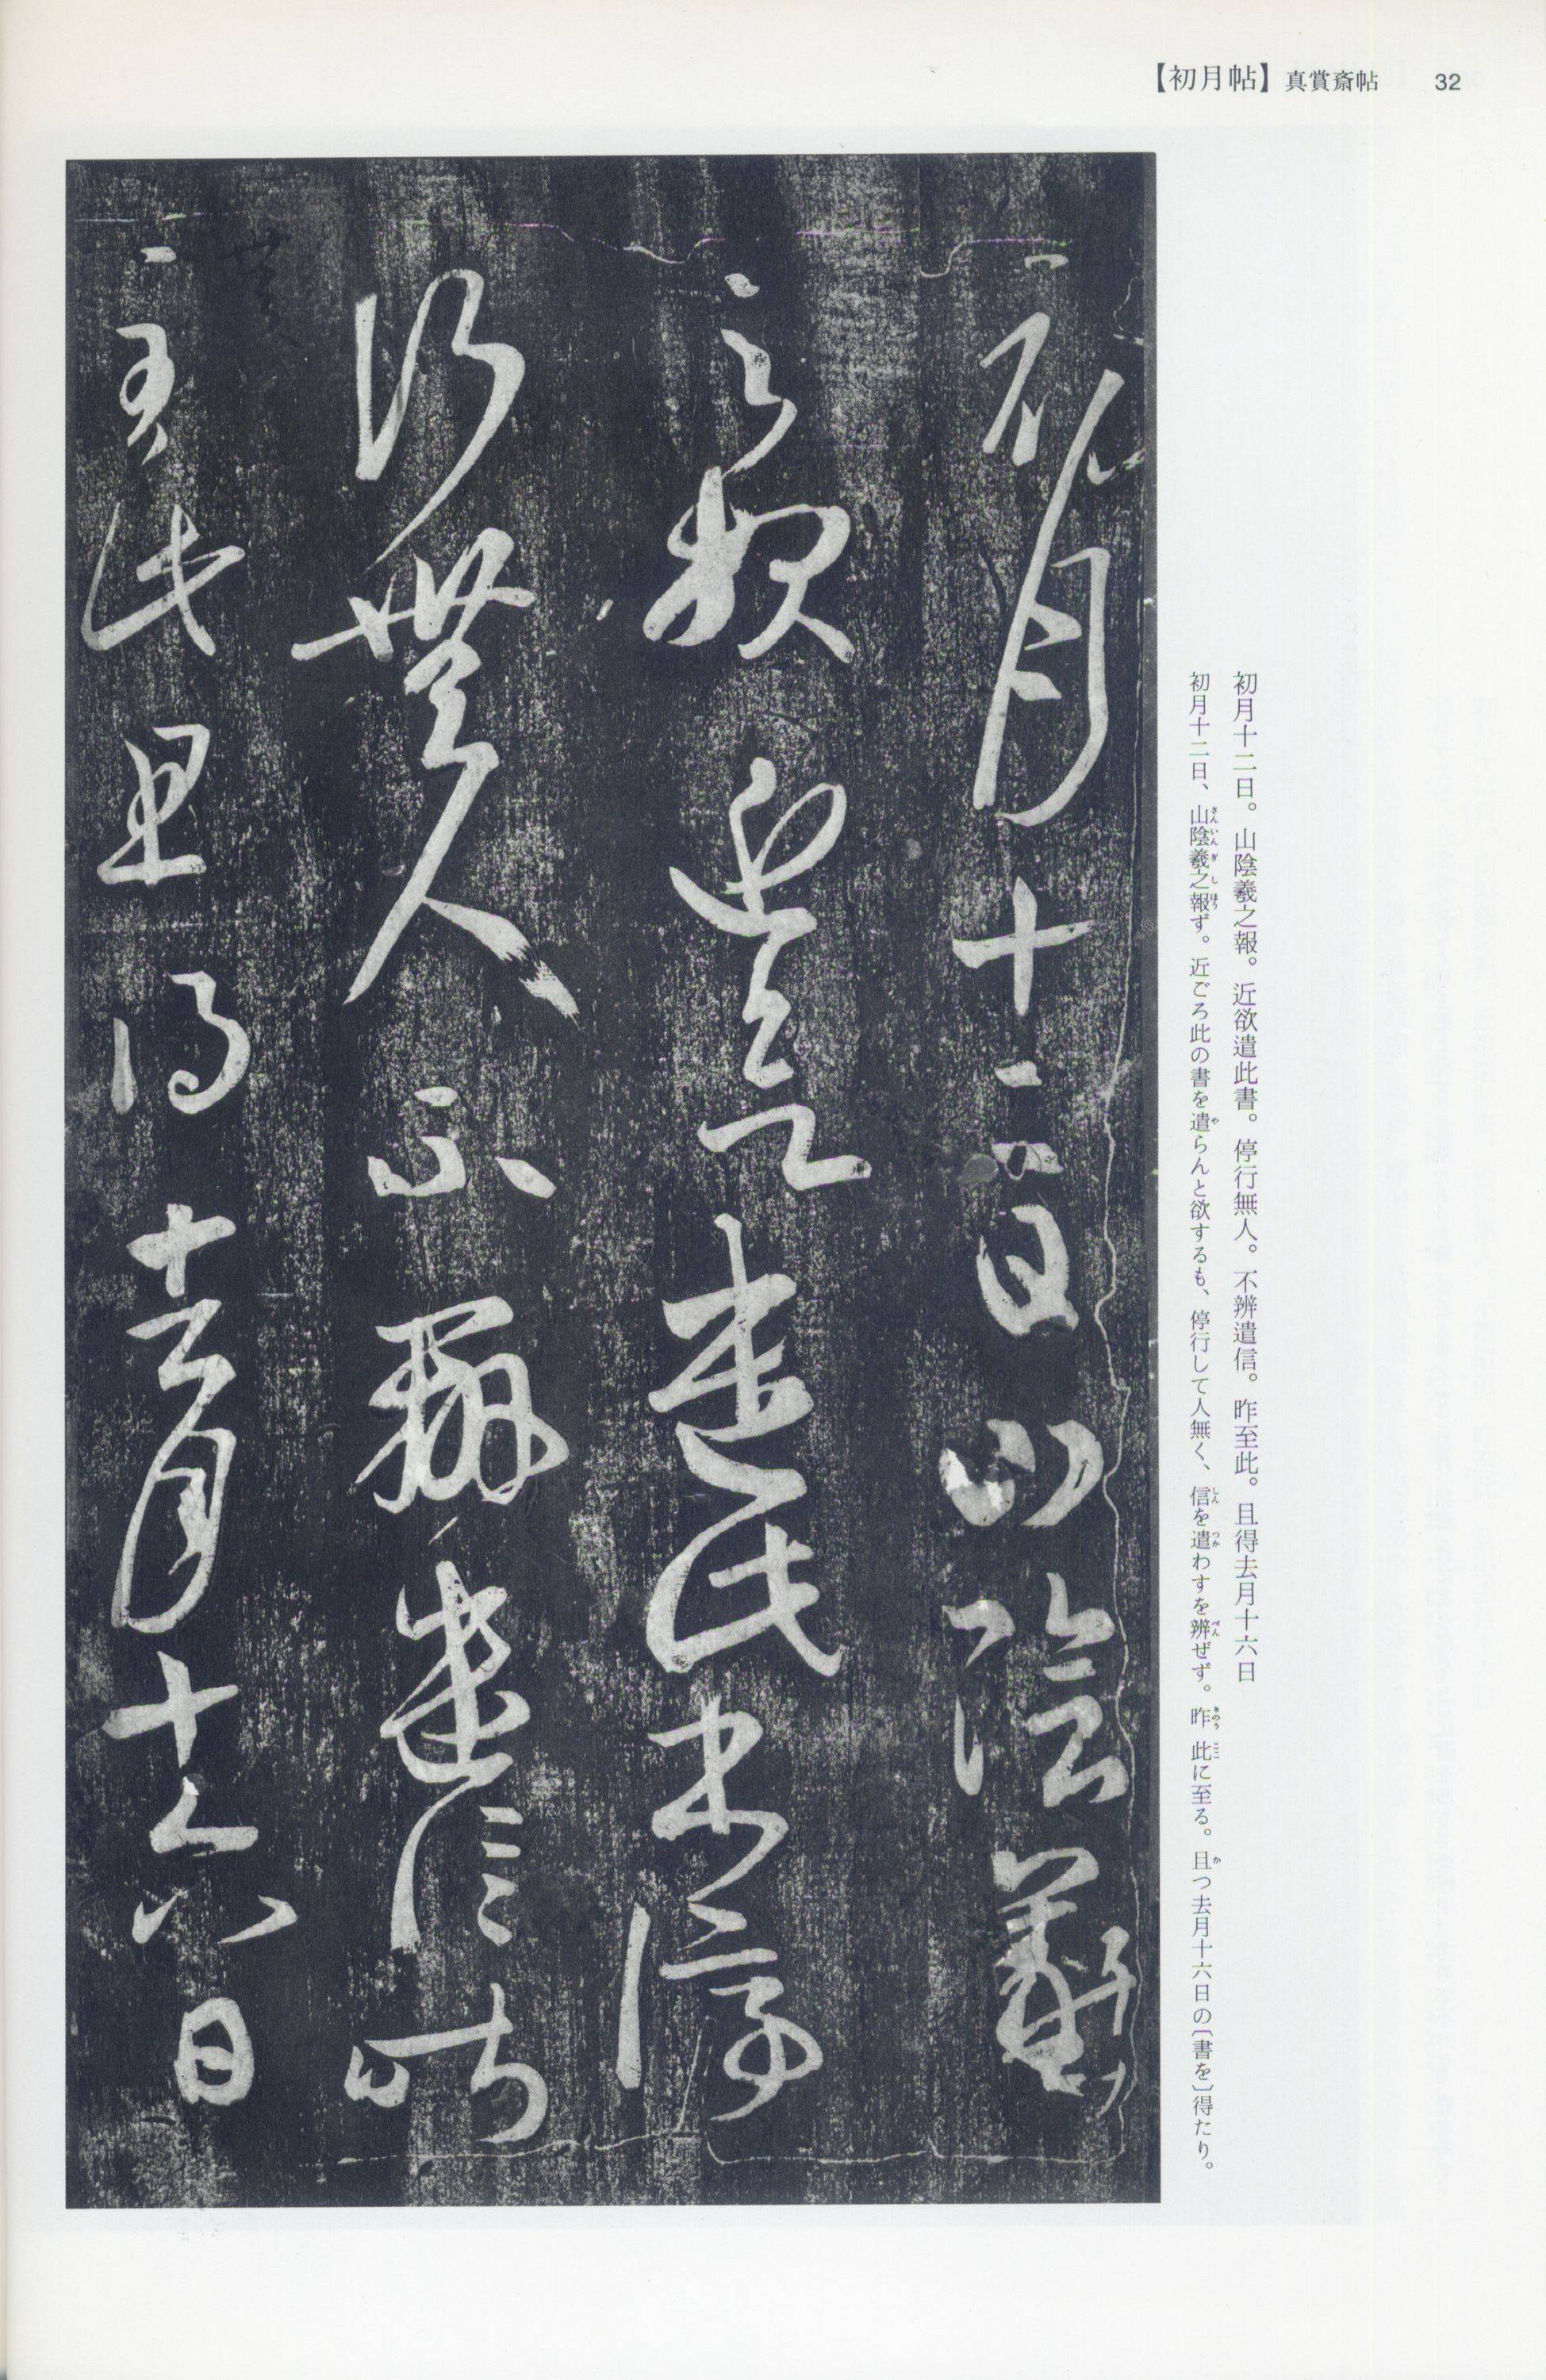 【初月帖】真賞斎帖 32
初月十二日。山陰羲之報。近欲遣此書。停行無人。不辨遣信。昨至此。且得去月十六日
初月十二日、山陰羲之報ず。近ごろ此の書を遣らんと欲するも、停行して人無く、信を遣わすを辨ぜず。昨此に至る。且つ去月十六日の〔書を〕得たり。
初月十二日山陰羲
之報近欲遣此書停
行無人不辨遣信昨
至此且得去月十六日